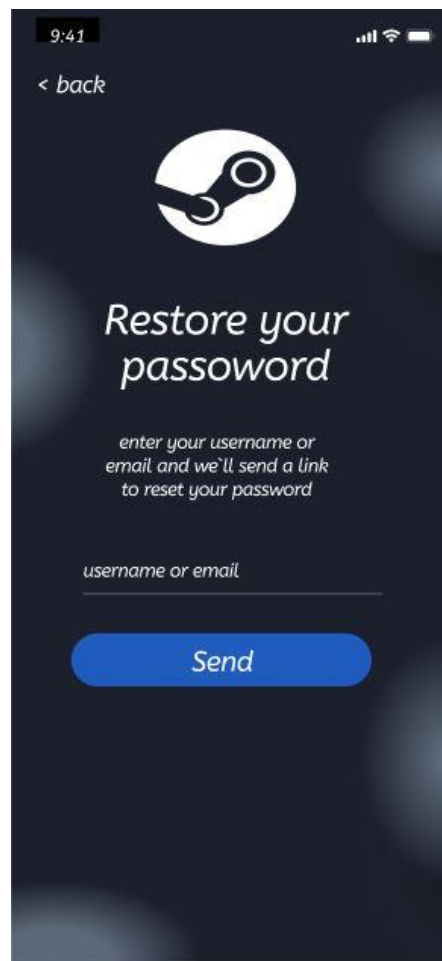 9:41
< back
Restore your
passoword
enter your username or
email and we`ll send a link
to reset your password
username or email
Send